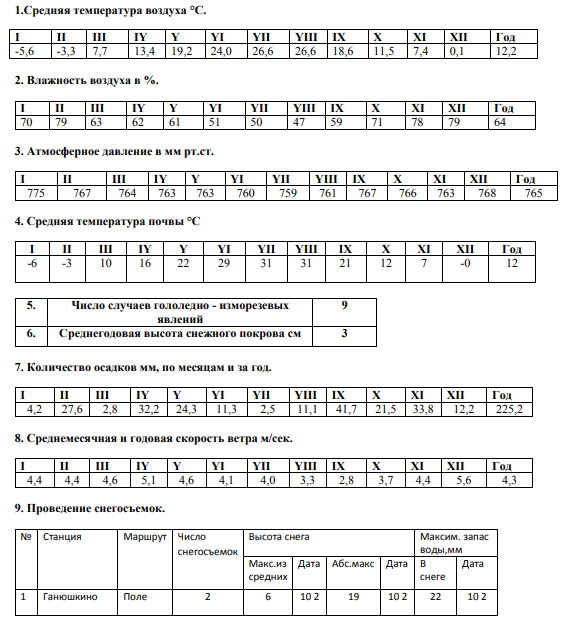 1.Средняя температура воздуха °С.
I II III IY Y YI YII YIII IX X XI XII Год
-5,6 -3,3 7,7 13,4 19,2 24,0 26,6 26,6 18,6 11,5 7,4 0,1 12,2
2. Влажность воздуха в %.
I II III IY Y YI YII YIII IX X XI XII Год
70 79 63 62 61 51 50 47 59 71 78 79 64
3. Атмосферное давление в мм рт.ст.
I II III IY Y YI YII YIII IX X XI XII Год
775 767 764 763 763 760 759 761 767 766 763 768 765
4. Средняя температура почвы °С
I II III IY Y YI YII YIII IX X XI XII Год
-6 -3 10 16 22 29 31 31 21 12 7 -0 12
5. Число случаев гололедно - изморезевых 9
явлений
6. Среднегодовая высота снежного покрова см 3
7. Количество осадков мм, по месяцам и за год.
I II III IY Y YI YII YIII IX X XI XII Год
4,2 27,6 2,8 32,2 24,3 11,3 2,5 11,1 41,7 21,5 33,8 12,2 225,2
8. Среднемесячная и годовая скорость ветра м/сек.
I II III IY Y YI YII YIII IX X XI XII Год
4,4 4,4 4,6 5,1 4,6 4,1 4,0 3,3 2,8 3,7 4,4 5,6 4,3
9. Проведение снегосъемок.
№ Станция Маршрут Число Высота снега Максим. запас
снегосъемок воды,мм
Макс.из Дата Абс.макс Дата В Дата
средних снеге
1 Ганюшкино Поле 2 6 10 2 19 10 2 22 10 2